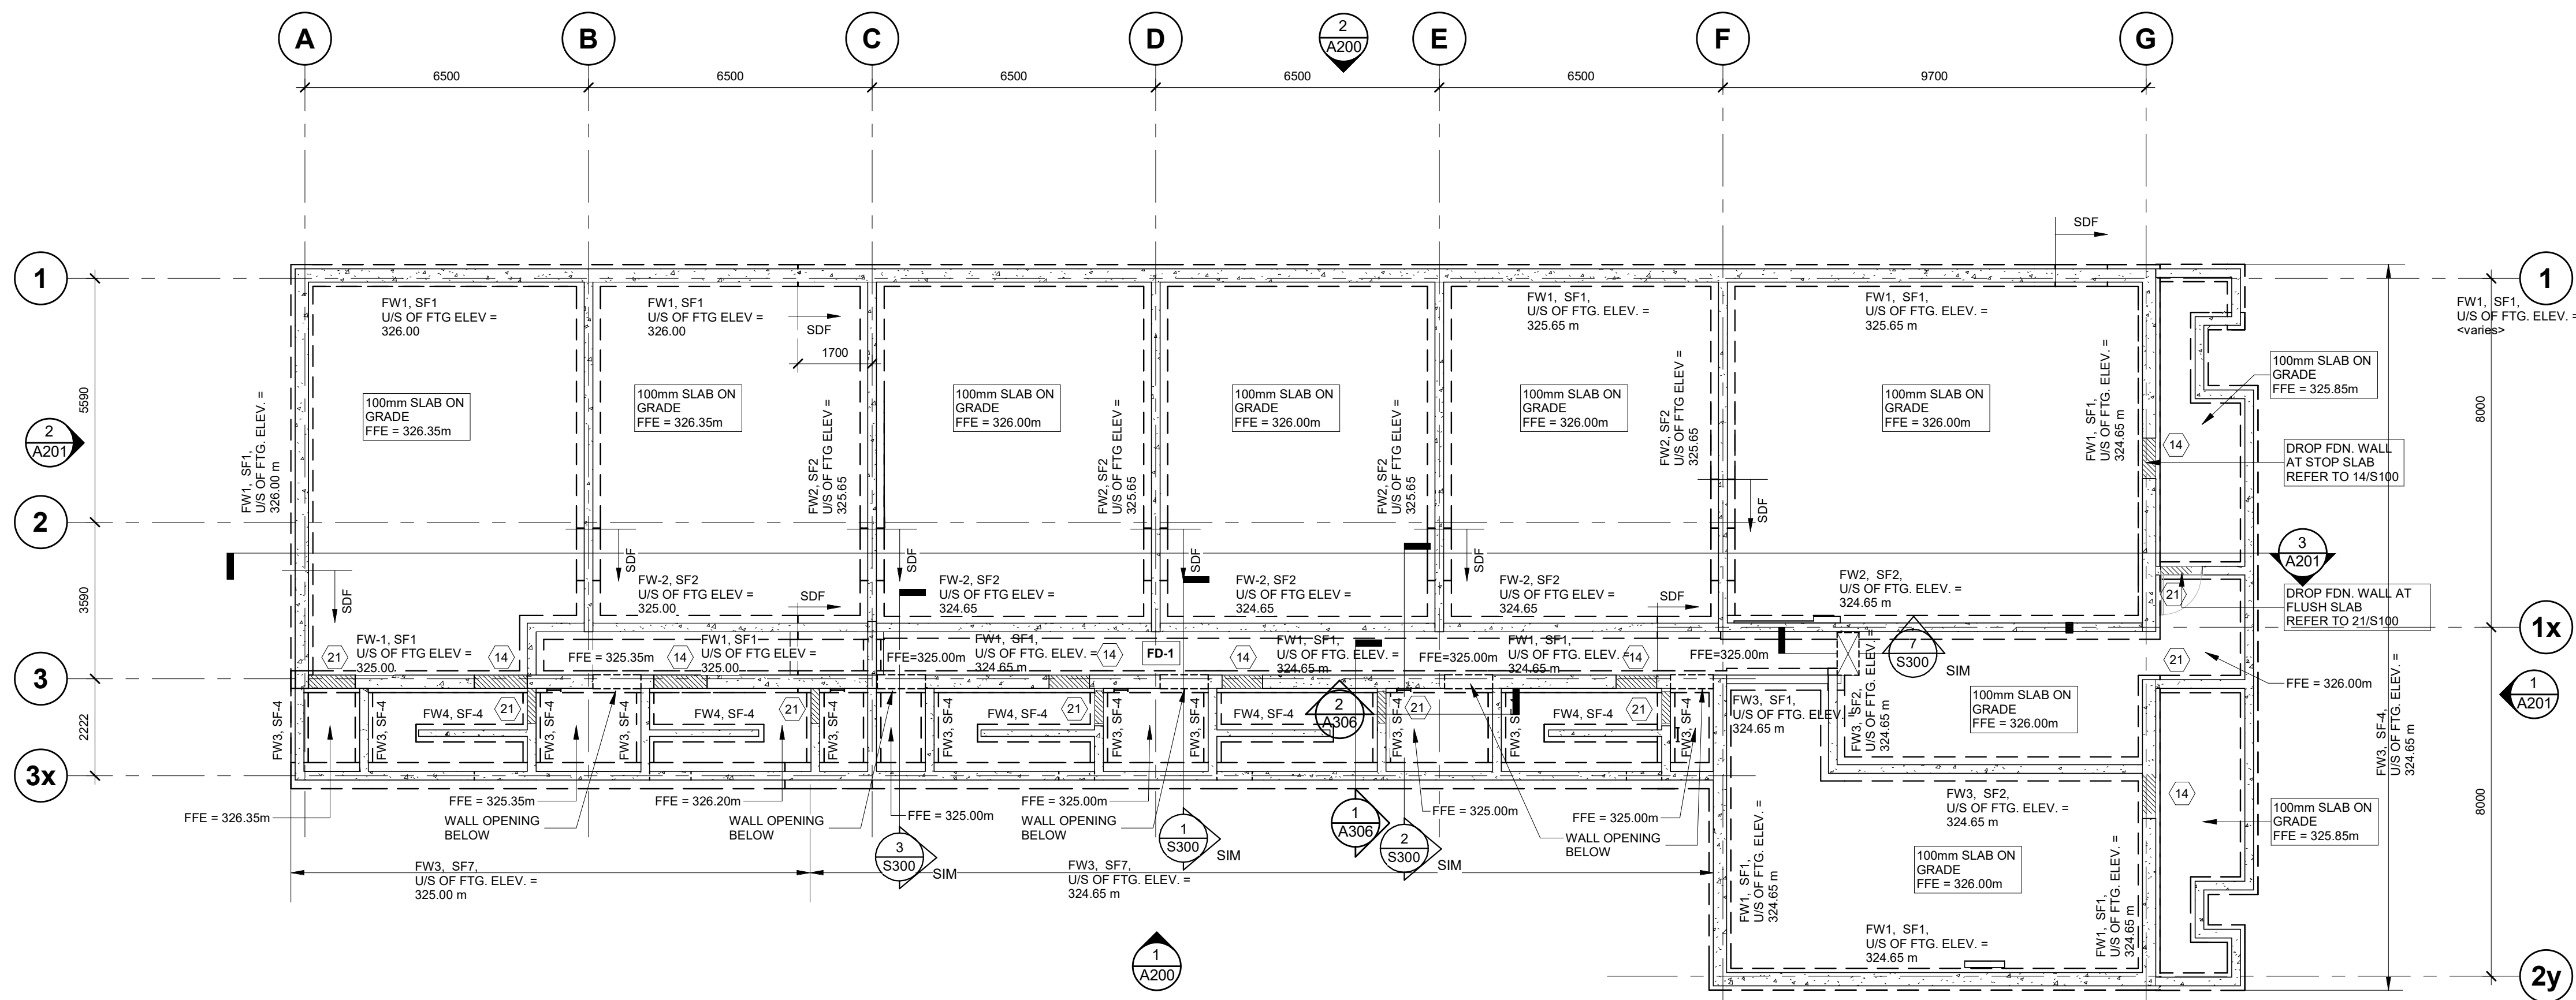 A
B
C
D
E
F
G
2
A200
6500
6500
6500
6500
6500
9700
SDF
1
1
FW1, SF1
U/S OF FTG ELEV =
326.00
FW1, SF1
U/S OF FTG ELEV =
326.00
SDF
1700
FW1, SF1,
U/S OF FTG. ELEV. =
325.65 m
FW1, SF1,
U/S OF FTG. ELEV. =
325.65 m
FW1, SF1,
U/S OF FTG. ELEV. =
<varies>
5590
8000
100mm SLAB ON
GRADE
FFE = 326.35m
100mm SLAB ON
GRADE
FFE = 326.35m
100mm SLAB ON
GRADE
FFE = 326.00m
100mm SLAB ON
GRADE
FFE = 326.00m
100mm SLAB ON
GRADE
FFE = 326.00m
100mm SLAB ON
GRADE
FFE = 326.00m
100mm SLAB ON
GRADE
FFE = 325.85m
2
A201
FW1, SF1,
U/S OF FTG. ELEV. =
326.00 m
FW2, SF2
U/S OF FTG ELEV =
325.65
FW2, SF2
U/S OF FTG ELEV =
325.65
FW2, SF2
U/S OF FTG ELEV =
325.65
FW2, SF2
U/S OF FTG ELEV =
325.65
FW1, SF1,
U/S OF FTG. ELEV. =
324.65 m
14
DROP FDN. WALL
AT STOP SLAB
REFER TO 14/S100
2
SDF
SDF
SDF
SDF
SDF
SDF
3
A201
3590
FW-2, SF2
U/S OF FTG ELEV =
325.00
SDF
FW-2, SF2
U/S OF FTG ELEV =
324.65
FW-2, SF2
U/S OF FTG ELEV =
324.65
FW-2, SF2
U/S OF FTG ELEV =
324.65
SDF
FW2, SF2,
U/S OF FTG. ELEV. =
324.65 m
21
DROP FDN. WALL AT
FLUSH SLAB
REFER TO 21/S100
1x
FW-1, SF1
U/S OF FTG ELEV =
325.00
21
14
FFE = 325.35m
14
FW1, SF1
U/S OF FTG ELEV =
325.00
FFE=325.00m
FW1, SF1,
U/S OF FTG. ELEV. =
324.65 m
14
FD-1
14
FW1, SF1,
U/S OF FTG. ELEV. =
324.65 m
FFE=325.00m
FW1, SF1,
U/S OF FTG. ELEV. =
324.65 m
14
FFE=325.00m
7
S300
SIM
21
FFE = 326.00m
3
FW3, SF-4
FW3, SF-4
FW4, SF-4
21
FW3, SF-4
FW3, SF-4
FW4, SF-4
21
FW3, SF-4
FW3, SF-4
FW4, SF-4
21
FW3, SF-4
FW3, SF-4
FW4, SF-4
2
A306
FW3, SF-4
21
FW3, SF-4
FW4, SF-4
21
FW3, SF-4
FW3, SF1,
U/S OF FTG. ELEV. =
324.65 m
FW3, SF2,
U/S OF FTG. ELEV. =
324.65 m
100mm SLAB ON
GRADE
FFE = 326.00m
FW3, SF-4,
U/S OF FTG. ELEV. =
324.65 m
1
A201
2222
3x
FFE = 326.35m
FFE = 325.35m
WALL OPENING
BELOW
FFE = 326.20m
WALL OPENING
BELOW
FFE = 325.00m
FFE = 325.00m
WALL OPENING
BELOW
FFE = 325.00m
FFE = 325.00m
WALL OPENING
BELOW
3
S300
SIM
1
S300
SIM
1
A306
2
S300
SIM
FW3, SF2,
U/S OF FTG. ELEV. =
324.65 m
14
100mm SLAB ON
GRADE
FFE = 325.85m
8000
FW3, SF7,
U/S OF FTG. ELEV. =
325.00 m
FW3, SF7,
U/S OF FTG. ELEV. =
324.65 m
FW1, SF1,
U/S OF FTG. ELEV. =
324.65 m
100mm SLAB ON
GRADE
FFE = 326.00m
FW1, SF1,
U/S OF FTG. ELEV. =
324.65 m
FW1, SF1,
U/S OF FTG. ELEV. =
324.65 m
1
A200
2y